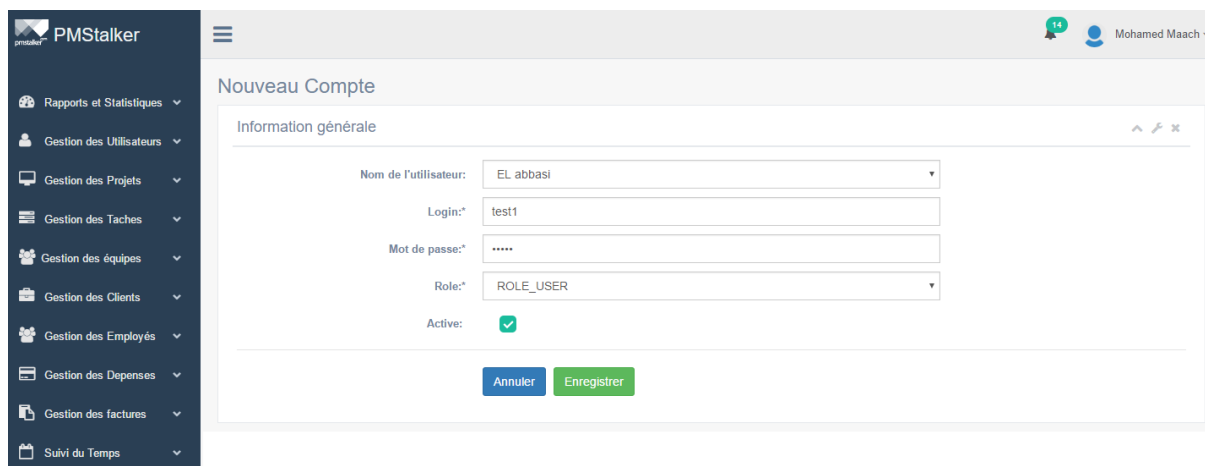 pmstalker
PMStalker
14
Mohamed Maach
Rapports et Statistiques
Gestion des Utilisateurs
Gestion des Projets
Gestion des Taches
Gestion des équipes
Gestion des Clients
Gestion des Employés
Gestion des Depenses
Gestion des factures
Suivi du Temps
Nouveau Compte
Information générale
Nom de l'utilisateur: EL abbasi
Login:* test1
Mot de passe:* •••••
Role:* ROLE_USER
Active:
Annuler Enregistrer